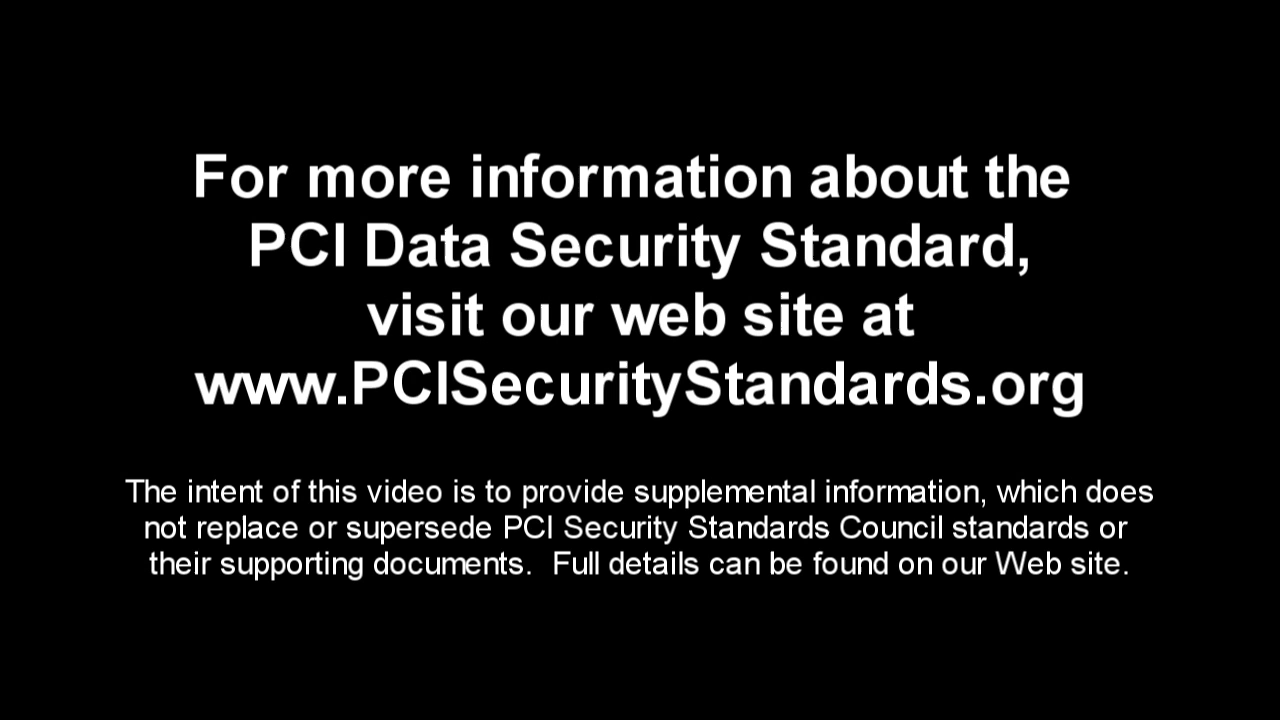 For more information about the
PCI Data Security Standard,
visit our web site at
www.PCISecurityStandards.org
The intent of this video is to provide supplemental information, which does
not replace or supersede PCI Security Standards Council standards or
their supporting documents.  Full details can be found on our Web site.